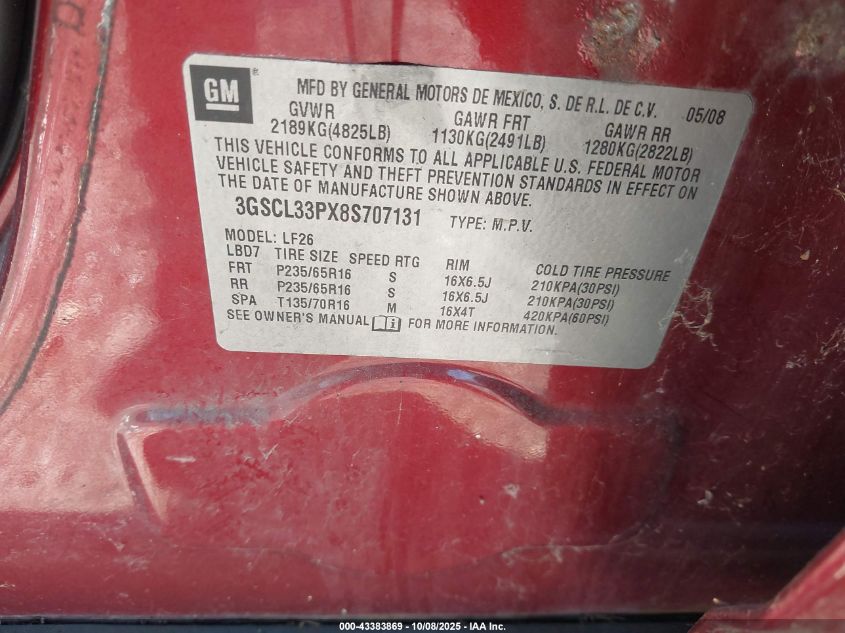 GM ®
MFD BY GENERAL MOTORS DE MEXICO, S. DE R.L. DE C.V. 05/08
GVWR GAWR FRT GAWR RR
2189KG(4825LB) 1130KG(2491LB) 1280KG(2822LB)
THIS VEHICLE CONFORMS TO ALL APPLICABLE U.S. FEDERAL MOTOR
VEHICLE SAFETY AND THEFT PREVENTION STANDARDS IN EFFECT ON
THE DATE OF MANUFACTURE SHOWN ABOVE.
3GSCL33PX8S707131 TYPE: M.P.V.
MODEL: LF26
LBD7 TIRE SIZE SPEED RTG RIM COLD TIRE PRESSURE
FRT P235/65R16 S 16X6.5J 210KPA(30PSI)
RR P235/65R16 S 16X6.5J 210KPA(30PSI)
SPA T135/70R16 M 16X4T 420KPA(60PSI)
SEE OWNER'S MANUAL FOR MORE INFORMATION.
000-43383869 - 10/08/2025 - IAA Inc.